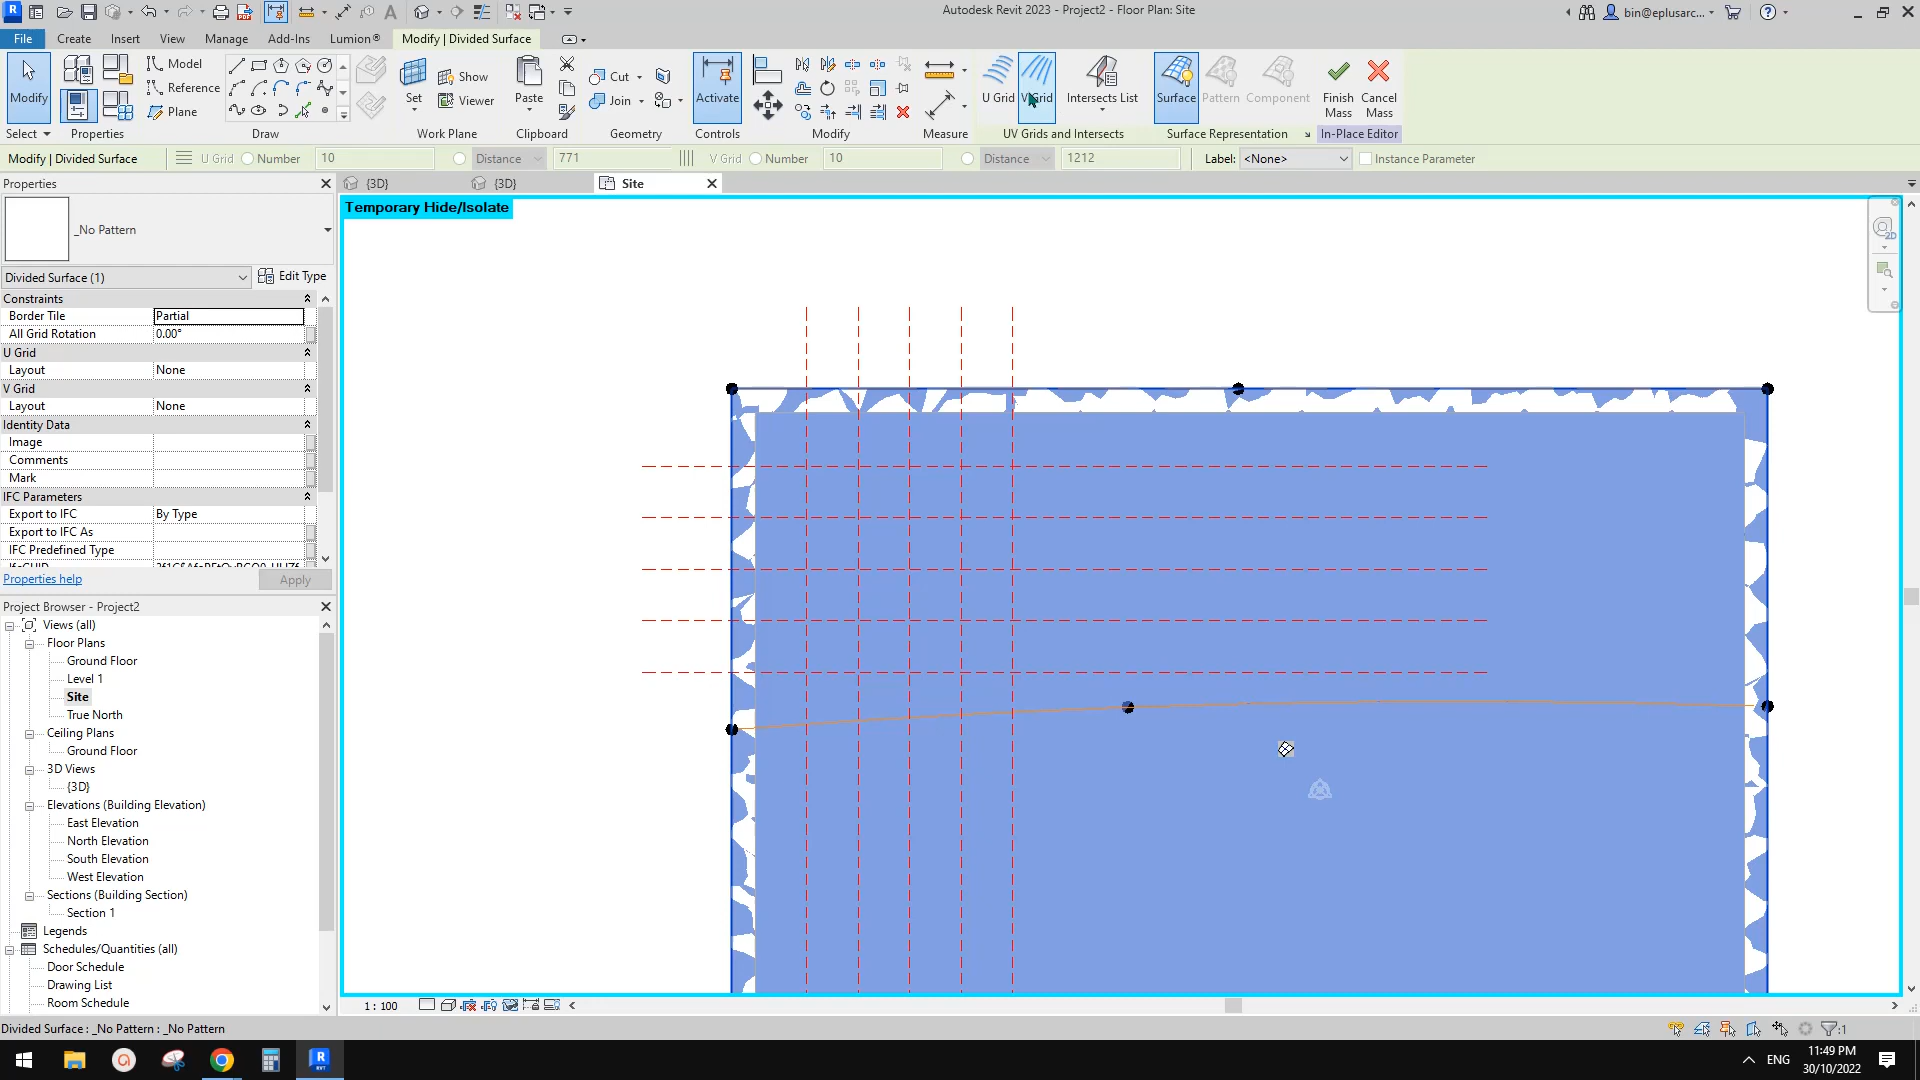 Autodesk Revit 2023 - Project2 - Floor Plan: Site
bin@eplusarc...
File
Create
Insert
View
Manage
Add-Ins
Lumion®
Modify | Divided Surface
Modify
Model
Reference
Plane
Set
Show
Viewer
Paste
Cut
Join
Activate
U Grid
V Grid
Intersects List
Surface
Pattern
Component
Finish Mass
Cancel Mass
Select
Properties
Draw
Work Plane
Clipboard
Geometry
Controls
Modify
Measure
UV Grids and Intersects
Surface Representation
In-Place Editor
Modify | Divided Surface
U Grid
Number
10
Distance
771
V Grid
Number
10
Distance
1212
Label:
<None>
Instance Parameter
Properties
{3D}
{3D}
Site
Temporary Hide/Isolate
_No Pattern
Divided Surface (1)
Edit Type
Constraints
Border Tile Partial
All Grid Rotation 0.00°
U Grid
Layout None
V Grid
Layout None
Identity Data
Image
Comments
Mark
IFC Parameters
Export to IFC By Type
Export to IFC As
IFC Predefined Type
Properties help
Apply
Project Browser - Project2
Views (all)
Floor Plans
Ground Floor
Level 1
Site
True North
Ceiling Plans
Ground Floor
3D Views
{3D}
Elevations (Building Elevation)
East Elevation
North Elevation
South Elevation
West Elevation
Sections (Building Section)
Section 1
Legends
Schedules/Quantities (all)
Door Schedule
Drawing List
Room Schedule
1 : 100
Divided Surface : _No Pattern : _No Pattern
:1
ENG
11:49 PM
30/10/2022